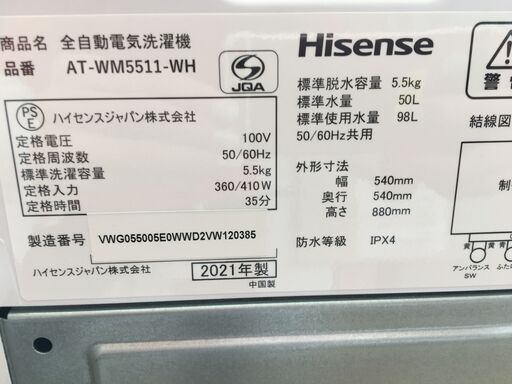 商品名 全自動電気洗濯機
品番 AT-WM5511-WH
JQA
PS
E
ハイセンスジャパン株式会社
定格電圧 100V
定格周波数 50/60Hz
標準洗濯容量 5.5kg
定格入力 360/410W
定格時間 35分
製造番号 VWG055005E0WWD2VW120385
ハイセンスジャパン株式会社
2021年製
中国製
Hisense
標準脱水容量 5.5kg
標準水量 50L
標準使用水量 98L
50/60Hz共用
外形寸法
幅 540mm
奥行 540mm
高さ 880mm
防水等級 IPX4
警
結線図
制
黄 黄 青
アンバランス
SW
ふた